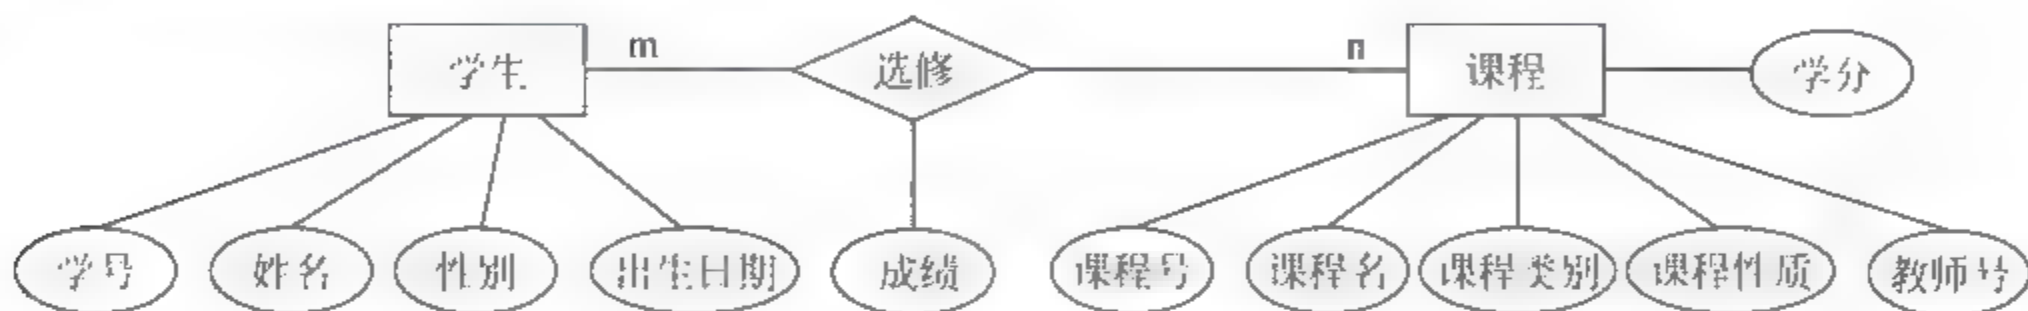 学生 m 选修 n 课程 学分
学号 姓名 性别 出生日期 成绩 课程号 课程名 课程类别 课程性质 教师号